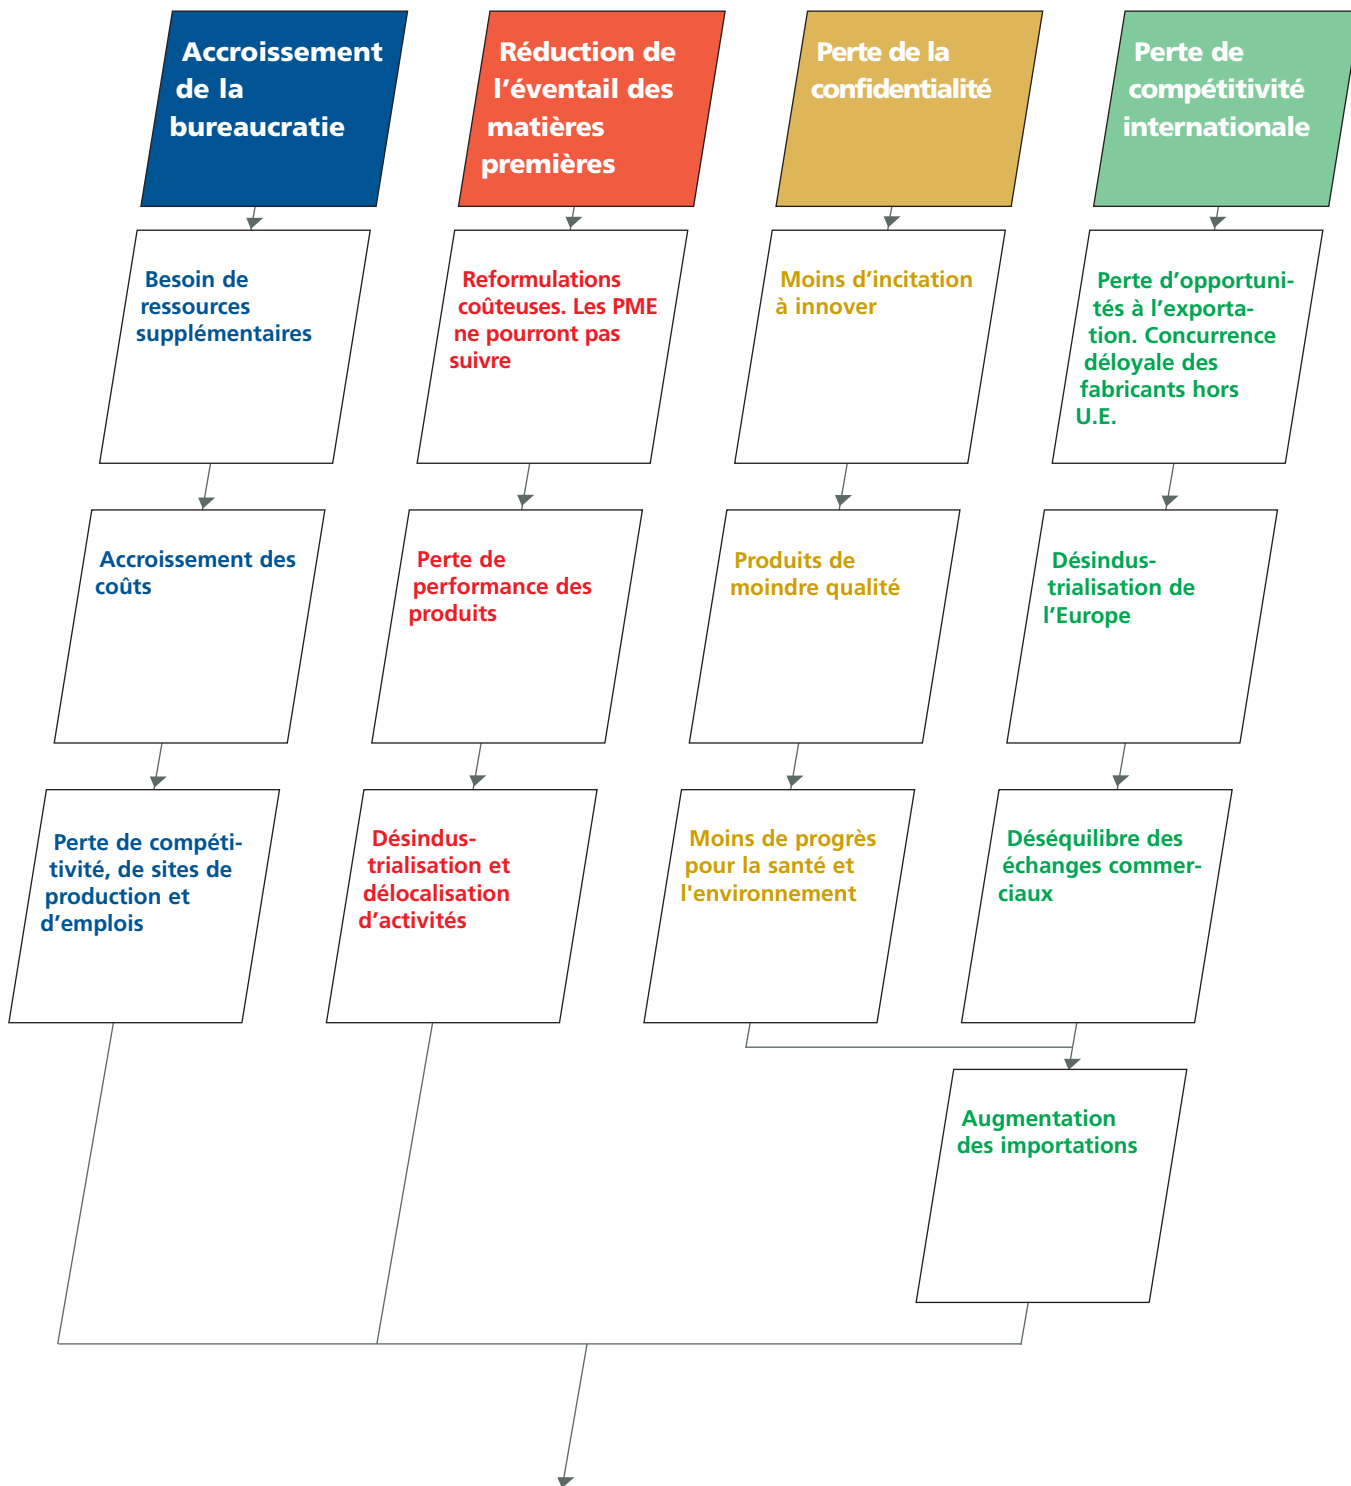 Accroissement
de la
bureaucratie
Réduction de
l’éventail des
matières
premières
Perte de la
confidentialité
Perte de
compétitivité
internationale
Besoin de
ressources
supplémentaires
Reformulations
coûteuses. Les PME
ne pourront pas
suivre
Moins d’incitation
à innover
Perte d’opportuni-
tés à l’exporta-
tion. Concurrence
déloyale des
fabricants hors
U.E.
Accroissement des
coûts
Perte de
performance des
produits
Produits de
moindre qualité
Désindus-
trialisation de
l’Europe
Perte de compéti-
tivité, de sites de
production et
d’emplois
Désindus-
trialisation et
délocalisation
d’activités
Moins de progrès
pour la santé et
l'environnement
Déséquilibre des
échanges commer-
ciaux
Augmentation
des importations